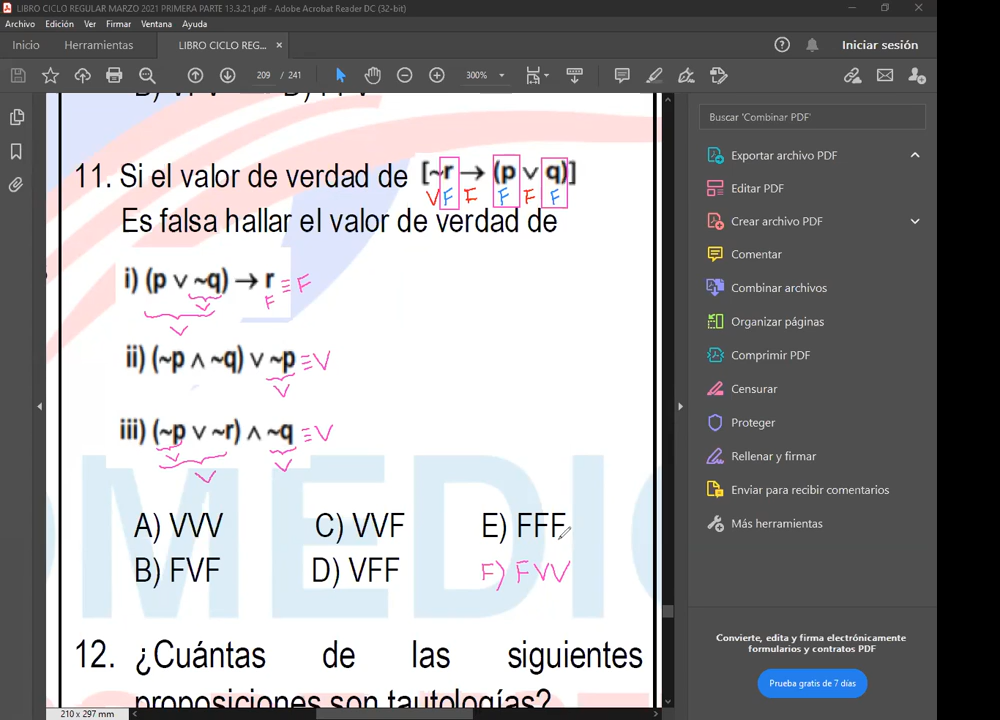 LIBRO CICLO REGULAR MARZO 2021 PRIMERA PARTE 13.3.21.pdf - Adobe Acrobat Reader DC (32-bit)
Archivo Edición Ver Firmar Ventana Ayuda
Inicio Herramientas LIBRO CICLO REG... × Iniciar sesión
209 / 241 300%
11. Si el valor de verdad de [~r → (p ∨ q)]
V F F F F F
Es falsa hallar el valor de verdad de
i) (p ∨ ~q) → r ≡ F
V F
V
ii) (~p ∧ ~q) ∨ ~p ≡ V
V
iii) (~p ∨ ~r) ∧ ~q ≡ V
V V
V
A) VVV C) VVF E) FFF
B) FVF D) VFF F) FVV
12. ¿Cuántas de las siguientes
proposiciones son tautologías?
210 x 297 mm
Buscar 'Combinar PDF'
Exportar archivo PDF
Editar PDF
Crear archivo PDF
Comentar
Combinar archivos
Organizar páginas
Comprimir PDF
Censurar
Proteger
Rellenar y firmar
Enviar para recibir comentarios
Más herramientas
Convierte, edita y firma electrónicamente
formularios y contratos PDF
Prueba gratis de 7 días